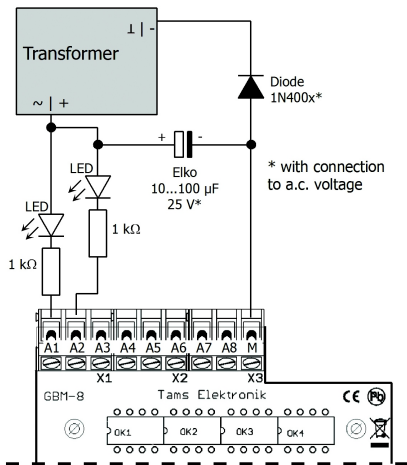 ⊥ | -
Transformer
~ | +
Diode
1N400x*
+ -
Elko
10...100 µF
25 V*
* with connection
to a.c. voltage
LED
LED
1 kΩ
1 kΩ
A1 A2 A3 A4 A5 A6 A7 A8 M
X1 X2 X3
GBM-8 Tams Elektronik CE Pb
OK1 OK2 OK3 OK4